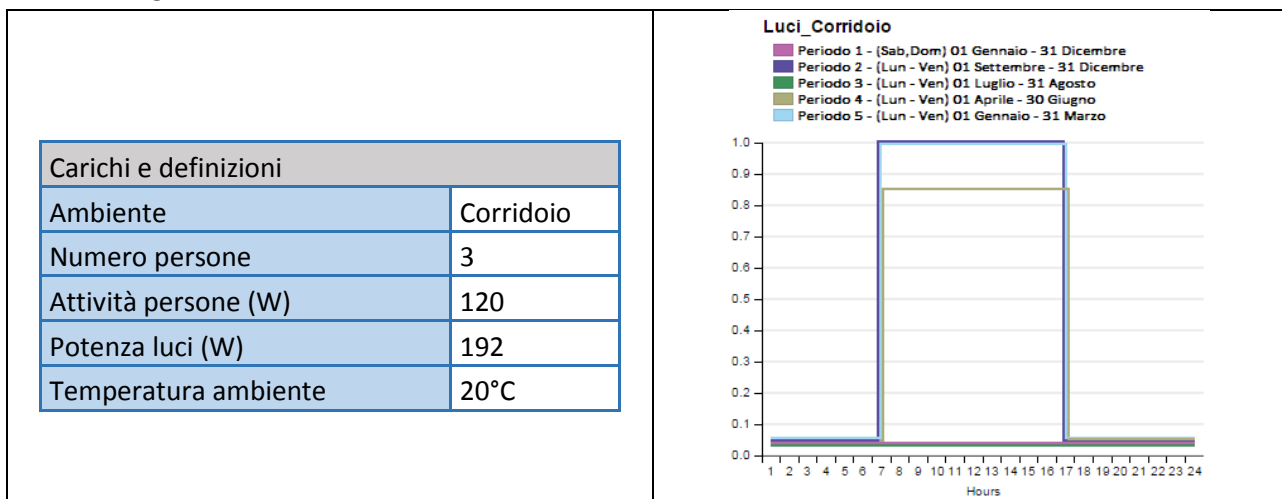 Carichi e definizioni
Ambiente Corridoio
Numero persone 3
Attività persone (W) 120
Potenza luci (W) 192
Temperatura ambiente 20°C
Luci_Corridoio
Periodo 1 - (Sab,Dom) 01 Gennaio - 31 Dicembre
Periodo 2 - (Lun - Ven) 01 Settembre - 31 Dicembre
Periodo 3 - (Lun - Ven) 01 Luglio - 31 Agosto
Periodo 4 - (Lun - Ven) 01 Aprile - 30 Giugno
Periodo 5 - (Lun - Ven) 01 Gennaio - 31 Marzo
1.0
0.9
0.8
0.7
0.6
0.5
0.4
0.3
0.2
0.1
0.0
1 2 3 4 5 6 7 8 9 10 11 12 13 14 15 16 17 18 19 20 21 22 23 24
Hours